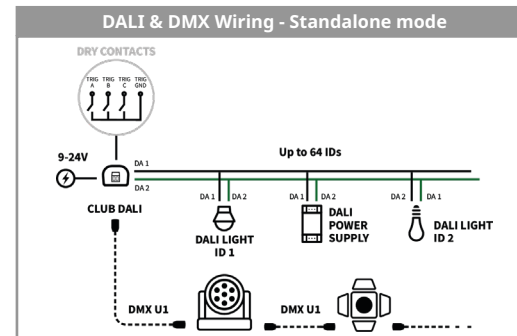 DALI & DMX Wiring - Standalone mode
DRY CONTACTS
TRIG A
TRIG B
TRIG C
TRIG GND
9-24V
DA 1
Up to 64 IDs
DA 2
CLUB DALI
DA 1
DA 2
DALI LIGHT
ID 1
DA 1
DA 2
DALI
POWER
SUPPLY
DA 2
DA 1
DALI LIGHT
ID 2
DMX U1
DMX U1